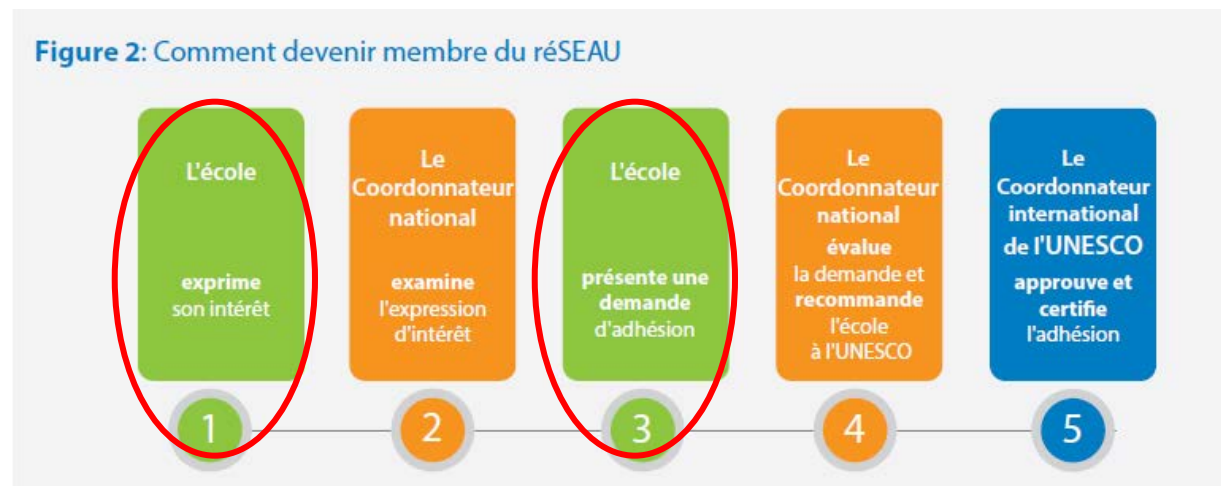 Figure 2: Comment devenir membre du réSEAU
L'école
exprime
son intérêt
1
Le
Coordonnateur
national
examine
l'expression
d'intérêt
2
L'école
présente une
demande
d'adhésion
3
Le
Coordonnateur
national
évalue
la demande et
recommande
l'école
à l'UNESCO
4
Le
Coordonnateur
international
de l'UNESCO
approuve et
certifie
l'adhésion
5